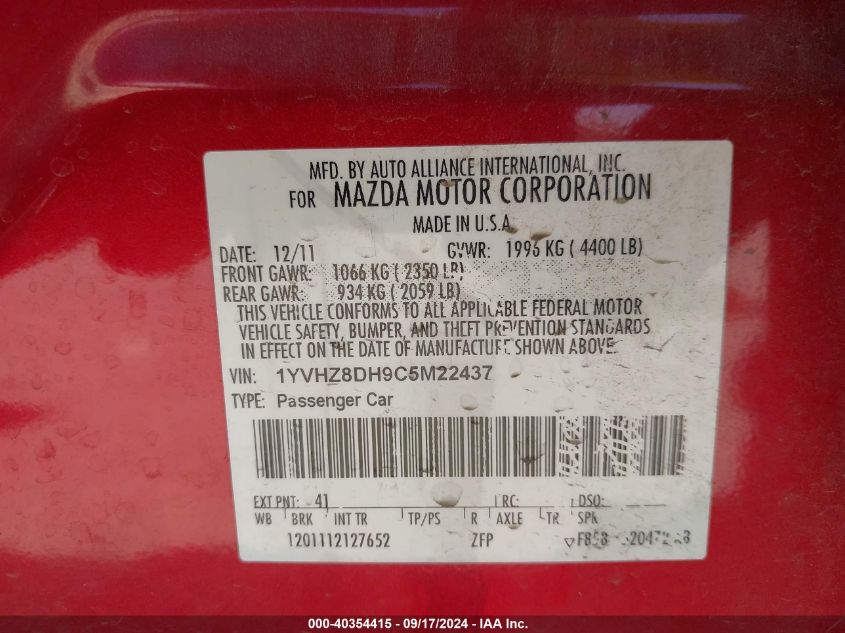 MFD. BY AUTO ALLIANCE INTERNATIONAL, INC.
FOR MAZDA MOTOR CORPORATION
MADE IN U.S.A
DATE: 12/11 GVWR: 1996 KG ( 4400 LB)
FRONT GAWR: 1066 KG ( 2350 LB)
REAR GAWR: 934 KG ( 2059 LB)
THIS VEHICLE CONFORMS TO ALL APPLICABLE FEDERAL MOTOR
VEHICLE SAFETY, BUMPER, AND THEFT PREVENTION STANDARDS
IN EFFECT ON THE DATE OF MANUFACTURE SHOWN ABOVE.
VIN: 1YVHZ8DH9C5M22437
TYPE: Passenger Car
EXT PNT: 41 RC: DSO:
WB BRK INT TR TP/PS R AXLE TR SPR
1201112127652 ZFP
000-40354415 - 09/17/2024 - IAA Inc.